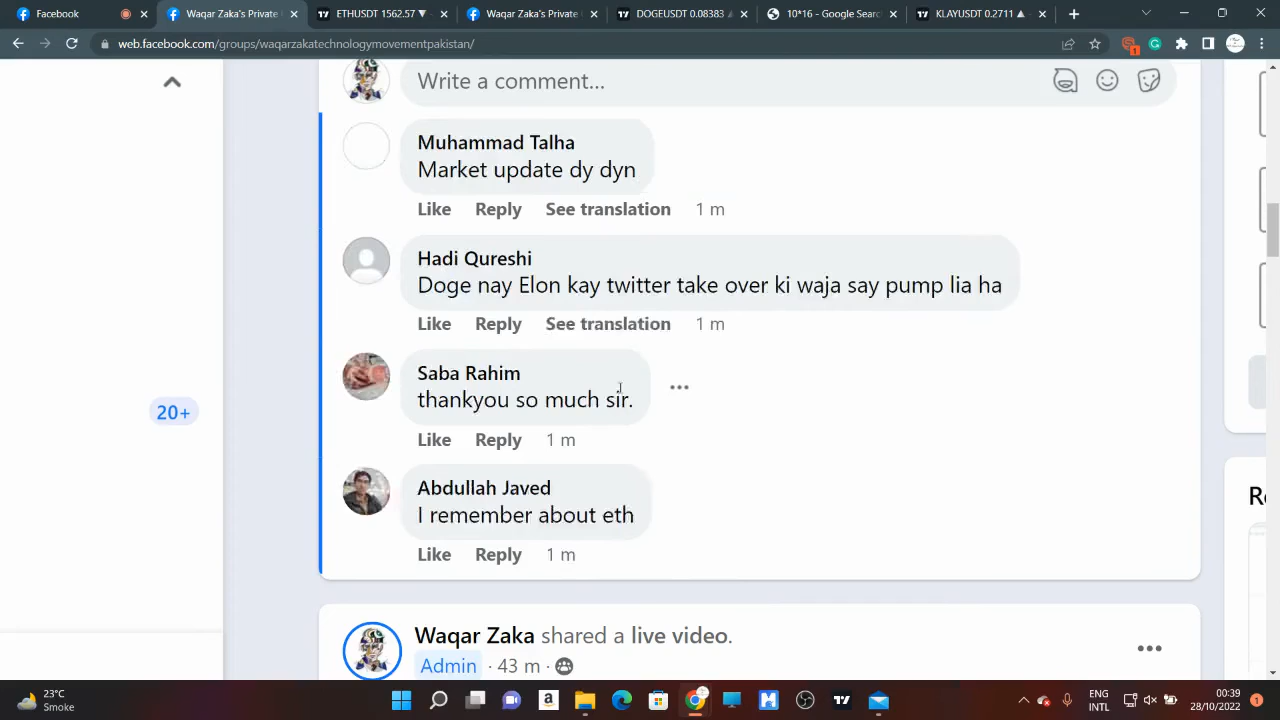 Facebook
Waqar Zaka's Private
ETHUSDT 1562.57 ▼
Waqar Zaka's Private
DOGEUSDT 0.08383 ▲
10*16 - Google Searc
KLAYUSDT 0.2711 ▲
web.facebook.com/groups/waqarzakatechnologymovementpakistan/
Write a comment...
Muhammad Talha
Market update dy dyn
Like Reply See translation 1 m
Hadi Qureshi
Doge nay Elon kay twitter take over ki waja say pump lia ha
Like Reply See translation 1 m
Saba Rahim
thankyou so much sir.
Like Reply 1 m
20+
Abdullah Javed
I remember about eth
Like Reply 1 m
Waqar Zaka shared a live video.
Admin · 43 m ·
23°C
Smoke
ENG
INTL
00:39
28/10/2022